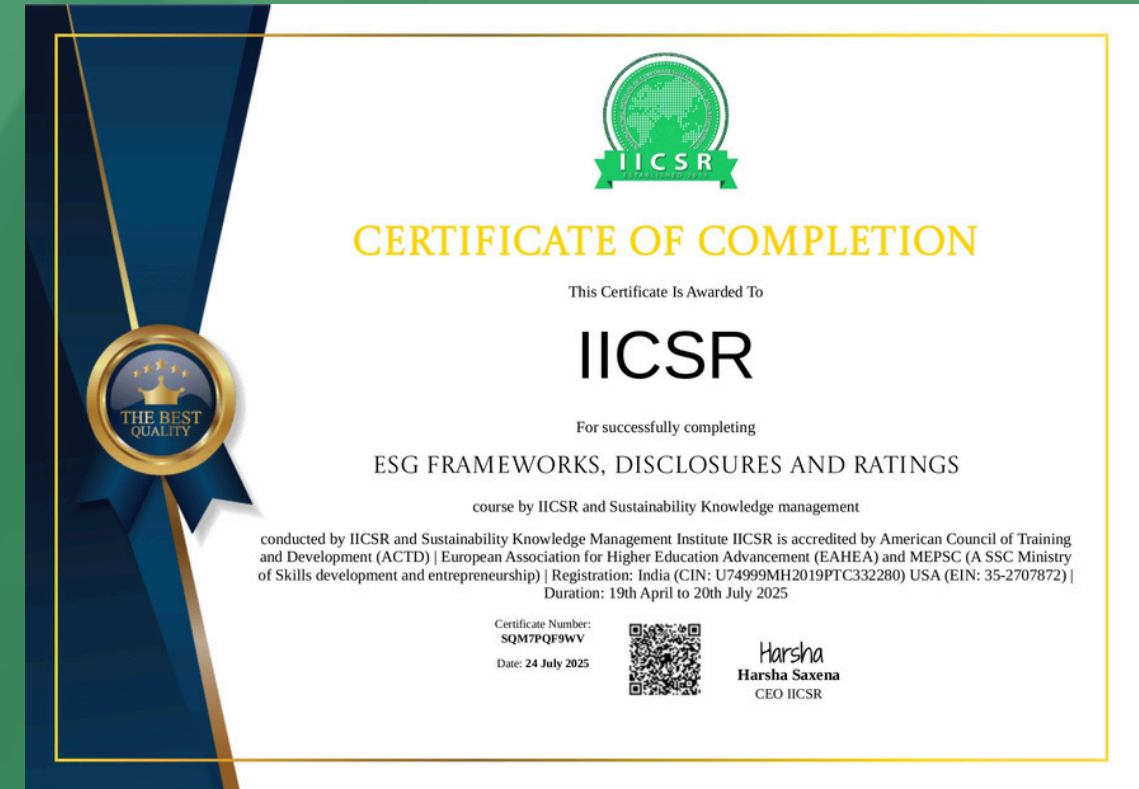 IICSR
ESTABLISHED 2013
CERTIFICATE OF COMPLETION
This Certificate Is Awarded To
IICSR
For successfully completing
ESG FRAMEWORKS, DISCLOSURES AND RATINGS
course by IICSR and Sustainability Knowledge management
conducted by IICSR and Sustainability Knowledge Management Institute IICSR is accredited by American Council of Training
and Development (ACTD) | European Association for Higher Education Advancement (EAHEA) and MEPSC (A SSC Ministry
of Skills development and entrepreneurship) | Registration: India (CIN: U74999MH2019PTC332280) USA (EIN: 35-2707872) |
Duration: 19th April to 20th July 2025
THE BEST
QUALITY
Certificate Number:
SQM7PQF9WV
Date: 24 July 2025
Harsha
Harsha Saxena
CEO IICSR